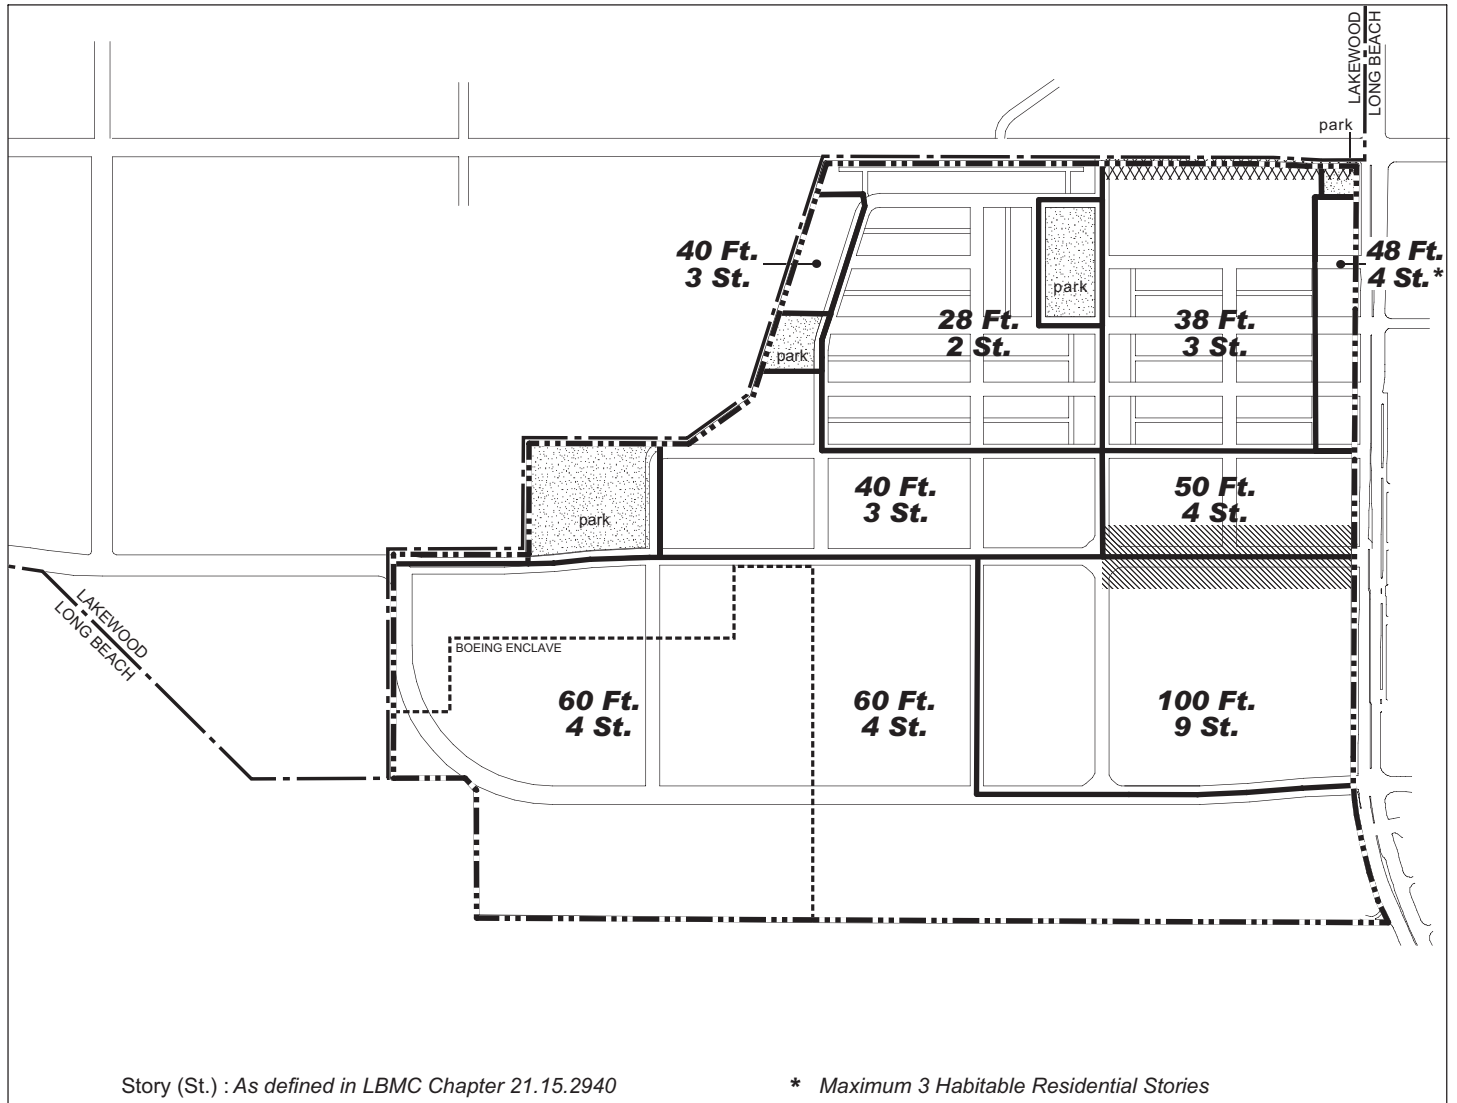 LAKEWOOD
LONG BEACH
park
40 Ft.
3 St.
48 Ft.
4 St.*
park
28 Ft.
2 St.
38 Ft.
3 St.
park
40 Ft.
3 St.
50 Ft.
4 St.
park
LAKEWOOD
LONG BEACH
BOEING ENCLAVE
60 Ft.
4 St.
60 Ft.
4 St.
100 Ft.
9 St.
Story (St.) : As defined in LBMC Chapter 21.15.2940
* Maximum 3 Habitable Residential Stories